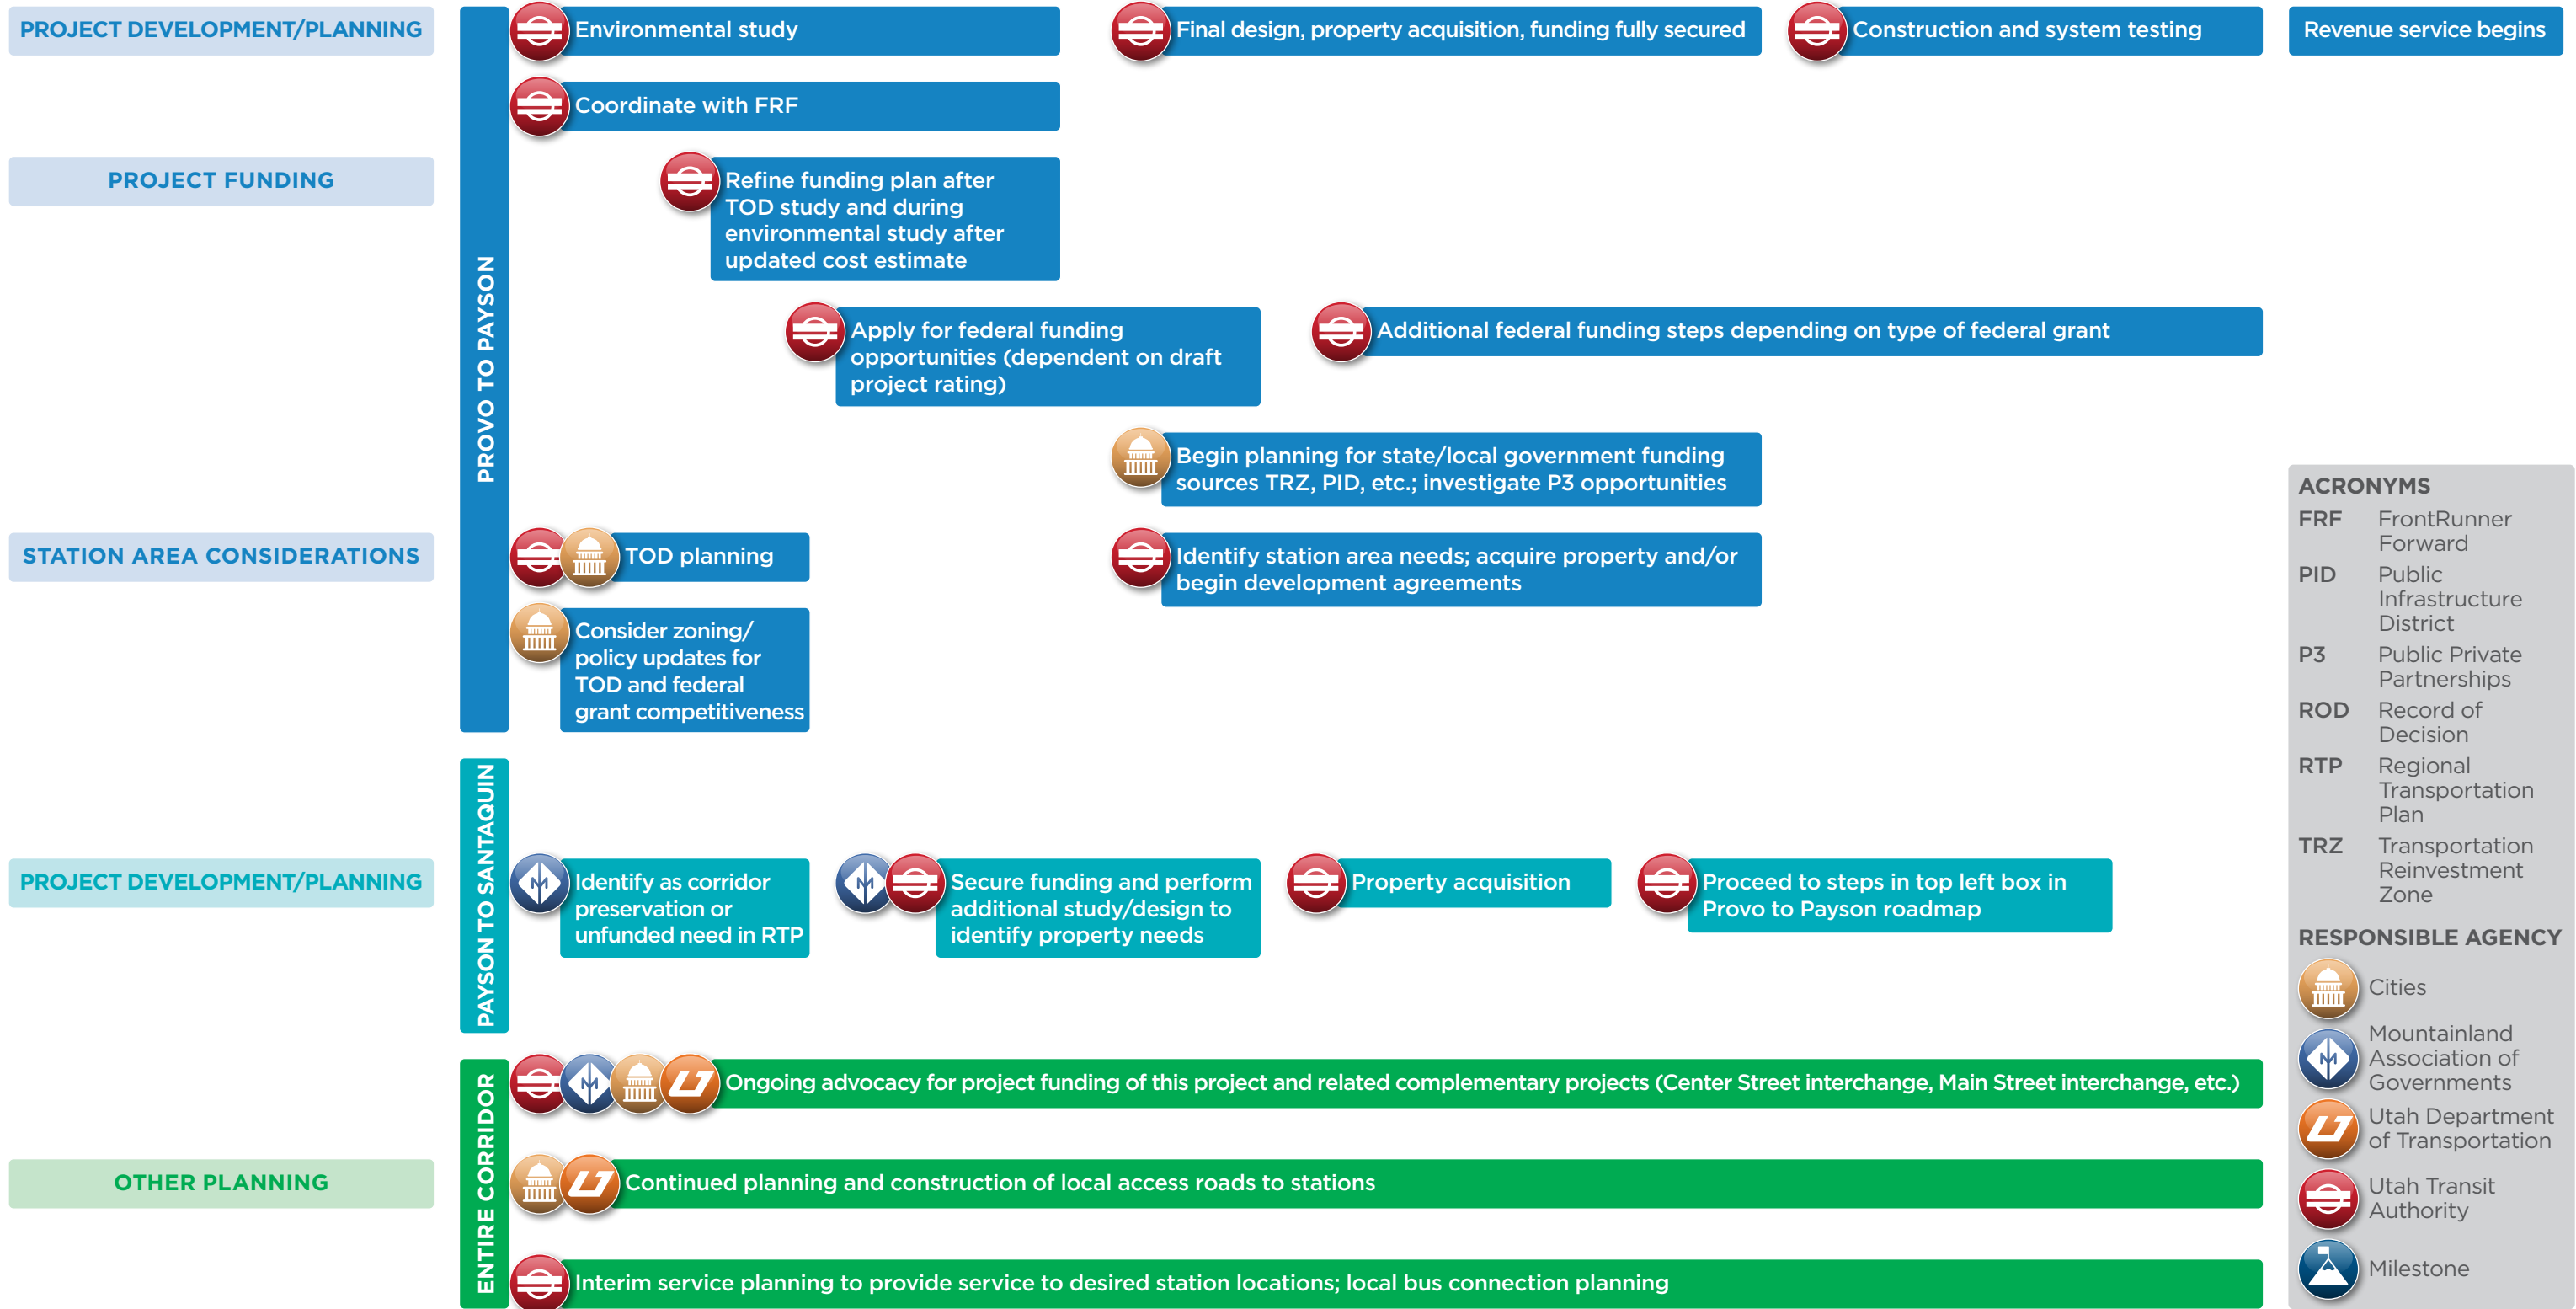 PROJECT DEVELOPMENT/PLANNING
PROVO TO PAYSON
Environmental study
Final design, property acquisition, funding fully secured
Construction and system testing
Revenue service begins
Coordinate with FRF
PROJECT FUNDING
Refine funding plan after
TOD study and during
environmental study after
updated cost estimate
Apply for federal funding
opportunities (dependent on draft
project rating)
Additional federal funding steps depending on type of federal grant
Begin planning for state/local government funding
sources TRZ, PID, etc.; investigate P3 opportunities
STATION AREA CONSIDERATIONS
TOD planning
Identify station area needs; acquire property and/or
begin development agreements
Consider zoning/
policy updates for
TOD and federal
grant competitiveness
PAYSON TO SANTAQUIN
PROJECT DEVELOPMENT/PLANNING
M
Identify as corridor
preservation or
unfunded need in RTP
M
Secure funding and perform
additional study/design to
identify property needs
Property acquisition
Proceed to steps in top left box in
Provo to Payson roadmap
ENTIRE CORRIDOR
M
Ongoing advocacy for project funding of this project and related complementary projects (Center Street interchange, Main Street interchange, etc.)
OTHER PLANNING
Continued planning and construction of local access roads to stations
Interim service planning to provide service to desired station locations; local bus connection planning
ACRONYMS
FRF FrontRunner
Forward
PID Public
Infrastructure
District
P3 Public Private
Partnerships
ROD Record of
Decision
RTP Regional
Transportation
Plan
TRZ Transportation
Reinvestment
Zone
RESPONSIBLE AGENCY
Cities
M
Mountainland
Association of
Governments
Utah Department
of Transportation
Utah Transit
Authority
Milestone